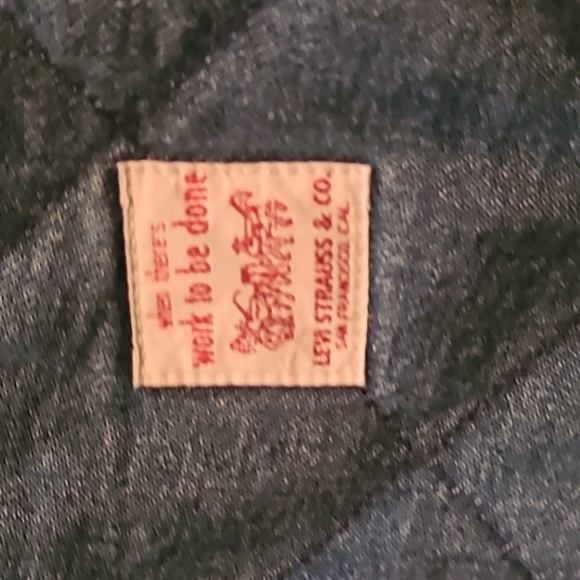 when there's
work to be done
LEVI STRAUSS & CO.
SAN FRANCISCO, CAL.